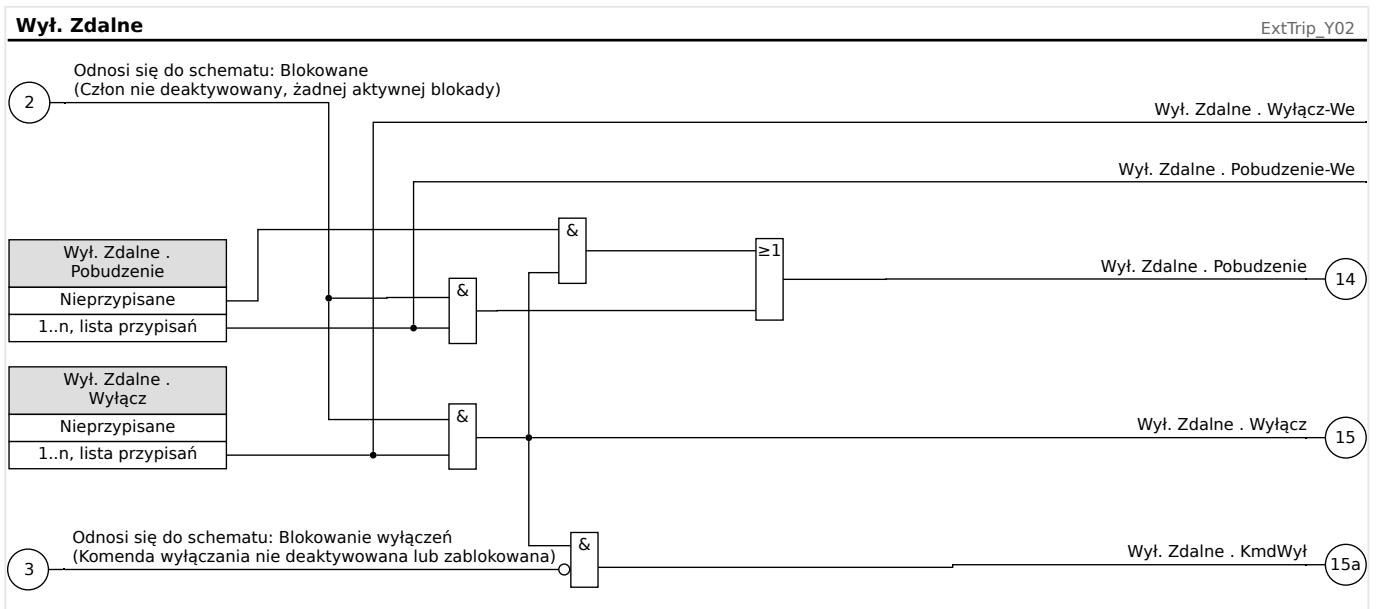 Wył. Zdalne
ExtTrip_Y02
2
Odnosi się do schematu: Blokowane
(Człon nie deaktywowany, żadnej aktywnej blokady)
Wył. Zdalne . Wyłącz-We
Wył. Zdalne . Pobudzenie-We
&
≥1
Wył. Zdalne .
Pobudzenie
Nieprzypisane
1..n, lista przypisań
&
Wył. Zdalne . Pobudzenie
14
Wył. Zdalne .
Wyłącz
Nieprzypisane
1..n, lista przypisań
&
Wył. Zdalne . Wyłącz
15
3
Odnosi się do schematu: Blokowanie wyłączeń
(Komenda wyłączania nie deaktywowana lub zablokowana)
&
Wył. Zdalne . KmdWył
15a